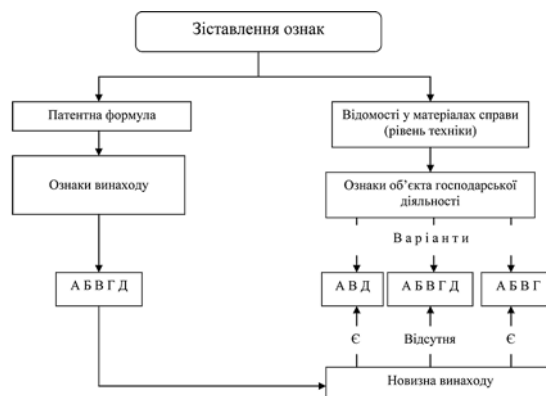 Зіставлення ознак
Патентна формула
Відомості у матеріалах справи
(рівень техніки)
Ознаки винаходу
Ознаки об’єкта господарської
діяльності
В а р і а н т и
А Б В Г Д
А В Д
А Б В Г Д
А Б В Г
Є
Відсутня
Є
Новизна винаходу